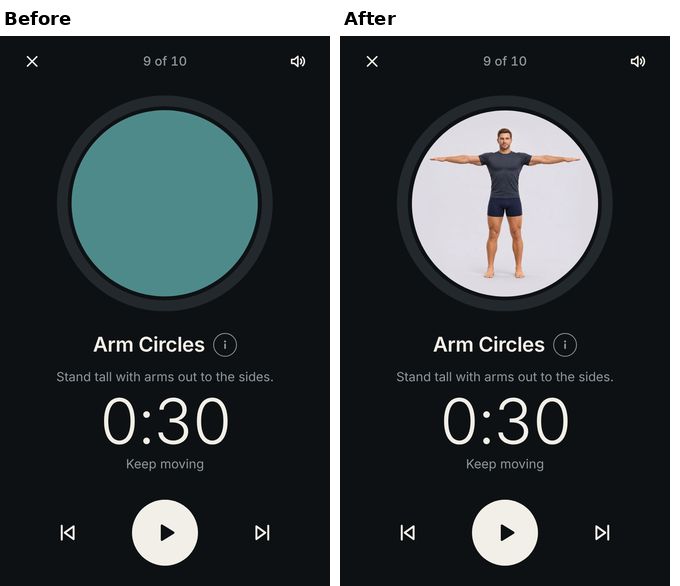 Before
After
9 of 10
9 of 10
Arm Circles
Arm Circles
Stand tall with arms out to the sides.
Stand tall with arms out to the sides.
0:30
0:30
Keep moving
Keep moving